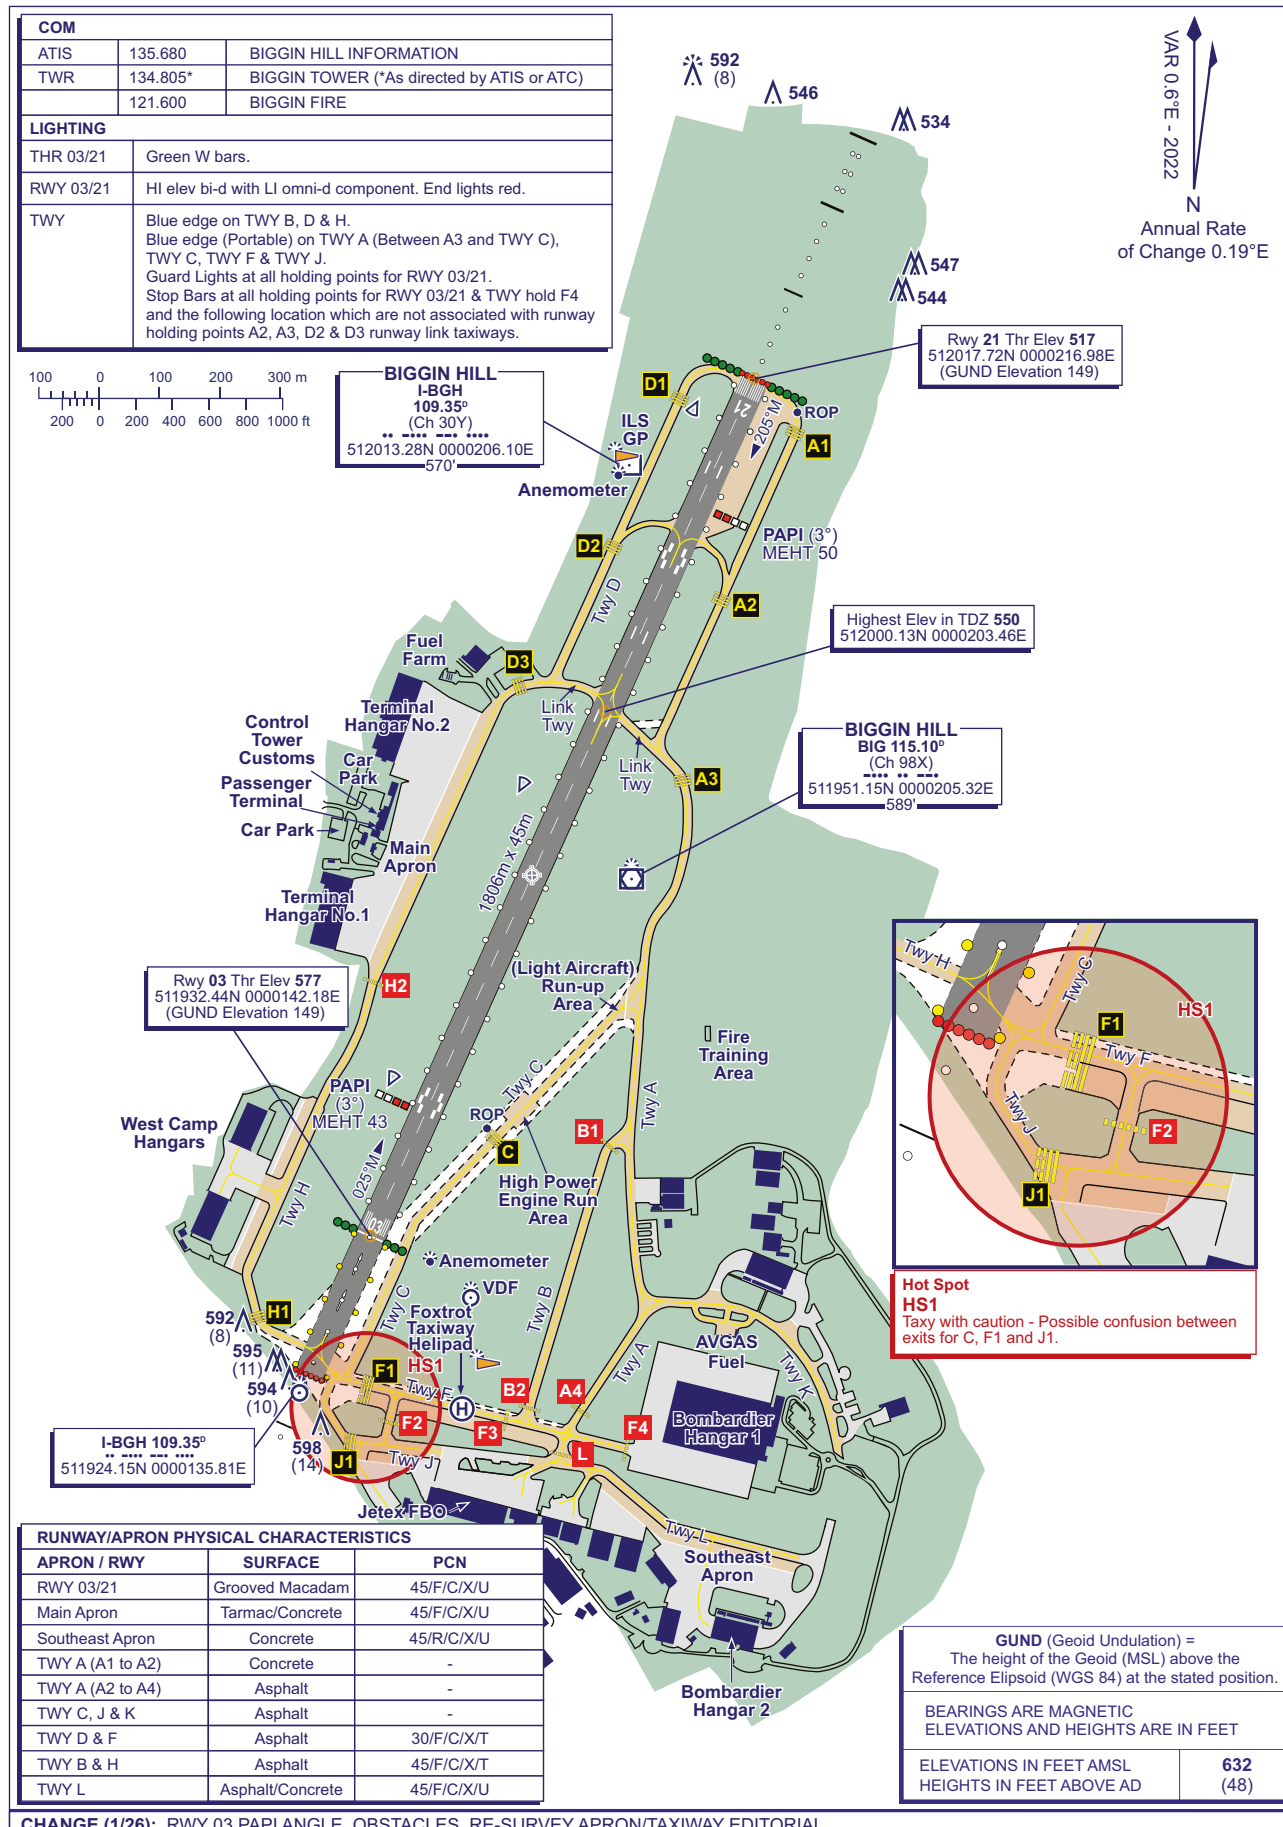 COM
ATIS 135.680 BIGGIN HILL INFORMATION
TWR 134.805* BIGGIN TOWER (*As directed by ATIS or ATC)
121.600 BIGGIN FIRE
LIGHTING
THR 03/21 Green W bars.
RWY 03/21 HI elev bi-d with LI omni-d component. End lights red.
TWY Blue edge on TWY B, D & H.
Blue edge (Portable) on TWY A (Between A3 and TWY C),
TWY C, TWY F & TWY J.
Guard Lights at all holding points for RWY 03/21.
Stop Bars at all holding points for RWY 03/21 & TWY hold F4
and the following location which are not associated with runway
holding points A2, A3, D2 & D3 runway link taxiways.
100 0 100 200 300 m
200 0 200 400 600 800 1000 ft
592
(8)
546
534
547
544
VAR 0.6°E - 2022
N
Annual Rate
of Change 0.19°E
Rwy 21 Thr Elev 517
512017.72N 0000216.98E
(GUND Elevation 149)
BIGGIN HILL
I-BGH
109.35ᴰ
(Ch 30Y)
512013.28N 0000206.10E
570'
D1
ILS
GP
Anemometer
21
205°M
ROP
A1
PAPI (3°)
MEHT 50
D2
Twy D
A2
Highest Elev in TDZ 550
512000.13N 0000203.46E
Fuel
Farm
D3
Terminal
Hangar No.2
Link
Twy
Control
Tower
Customs
Car
Park
Passenger
Terminal
Car Park
Main
Apron
Link
Twy
A3
BIGGIN HILL
BIG 115.10ᴰ
(Ch 98X)
511951.15N 0000205.32E
589'
1806m x 45m
Terminal
Hangar No.1
Rwy 03 Thr Elev 577
511932.44N 0000142.18E
(GUND Elevation 149)
H2
(Light Aircraft)
Run-up
Area
Fire
Training
Area
Twy H
Twy C
F1
HS1
Twy F
F2
Twy J
J1
PAPI
(3°)
MEHT 43
Twy C
ROP
C
B1
Twy A
West Camp
Hangars
025°M
High Power
Engine Run
Area
Twy H
03
Anemometer
VDF
Twy C
Foxtrot
Taxiway
Helipad
Twy B
Hot Spot
HS1
Taxy with caution - Possible confusion between
exits for C, F1 and J1.
H1
592
(8)
595
(11)
594
(10)
598
(14)
HS1
F1
Twy F
F2
H
J1
Twy J
B2
A4
F3
F4
L
Twy A
AVGAS
Fuel
Twy K
Bombardier
Hangar 1
I-BGH 109.35ᴰ
511924.15N 0000135.81E
Jetex FBO
Twy L
Southeast
Apron
Bombardier
Hangar 2
RUNWAY/APRON PHYSICAL CHARACTERISTICS
APRON / RWY SURFACE PCN
RWY 03/21 Grooved Macadam 45/F/C/X/U
Main Apron Tarmac/Concrete 45/F/C/X/U
Southeast Apron Concrete 45/R/C/X/U
TWY A (A1 to A2) Concrete -
TWY A (A2 to A4) Asphalt -
TWY C, J & K Asphalt -
TWY D & F Asphalt 30/F/C/X/T
TWY B & H Asphalt 45/F/C/X/T
TWY L Asphalt/Concrete 45/F/C/X/U
GUND (Geoid Undulation) =
The height of the Geoid (MSL) above the
Reference Elipsoid (WGS 84) at the stated position.
BEARINGS ARE MAGNETIC
ELEVATIONS AND HEIGHTS ARE IN FEET
ELEVATIONS IN FEET AMSL 632
HEIGHTS IN FEET ABOVE AD (48)
CHANGE (1/26): RWY 03 PAPI ANGLE. OBSTACLES. RE-SURVEY APRON/TAXIWAY EDITORIAL.